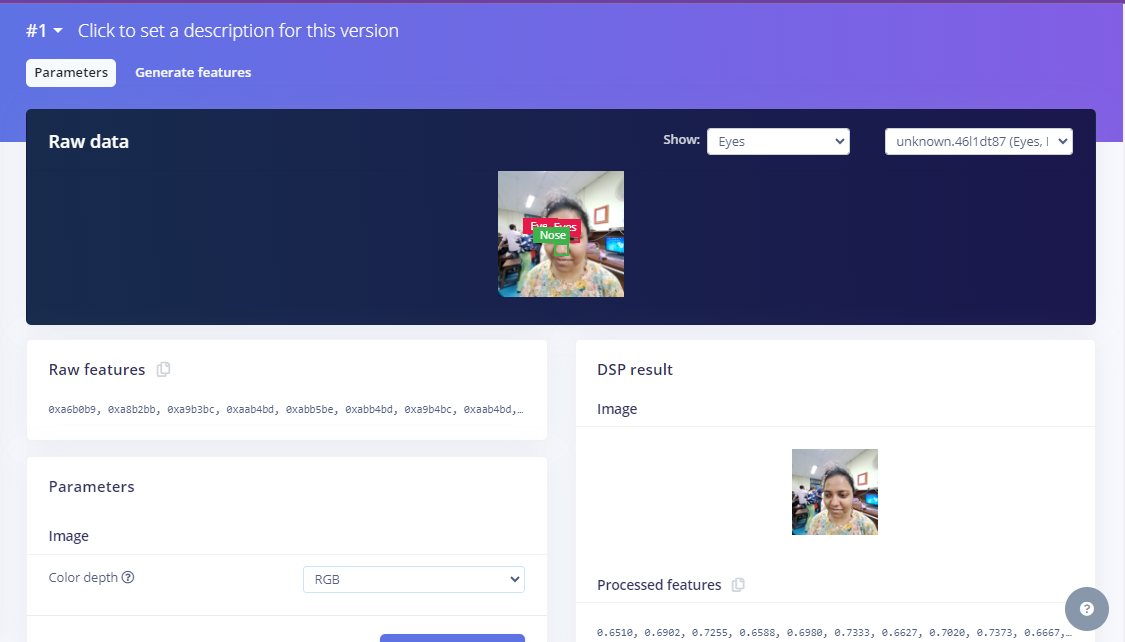 #1 Click to set a description for this version
Parameters Generate features
Raw data Show: Eyes unknown.46l1dt87 (Eyes, I
Eyes
Nose
Raw features DSP result
0xa6b0b9, 0xa8b2bb, 0xa9b3bc, 0xaab4bd, 0xabb5be, 0xabb4bd, 0xa9b4bc, 0xaab4bd,…
Image
Parameters
Image
Color depth RGB
Processed features
0.6510, 0.6902, 0.7255, 0.6588, 0.6980, 0.7333, 0.6627, 0.7020, 0.7373, 0.6667,…